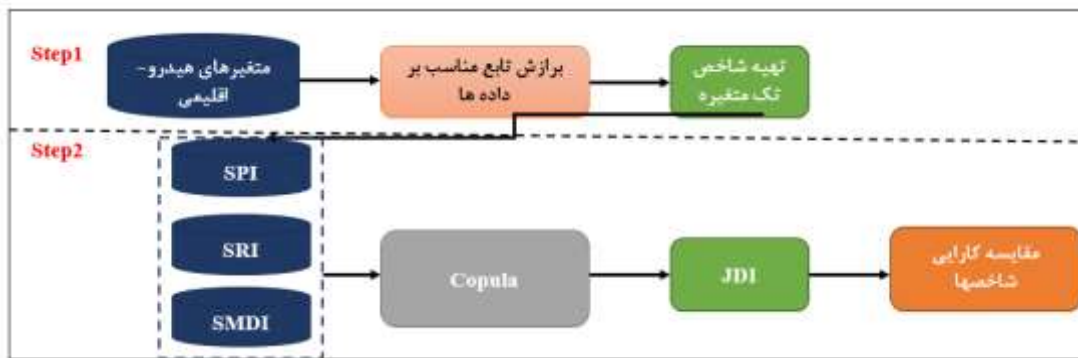 Step1
متغیرهای هیدرو-
اقلیمی
برازش تابع مناسب بر
داده ها
تهیه شاخص
تک متغیره
Step2
SPI
SRI
SMDI
Copula
JDI
مقایسه کارایی
شاخصها